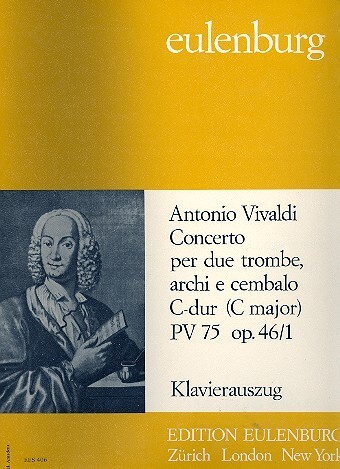 eulenburg
Antonio Vivaldi
Concerto
per due trombe,
archi e cembalo
C-dur (C major)
PV 75 op. 46/1
Klavierauszug
EDITION EULENBURG
Zürich London New York